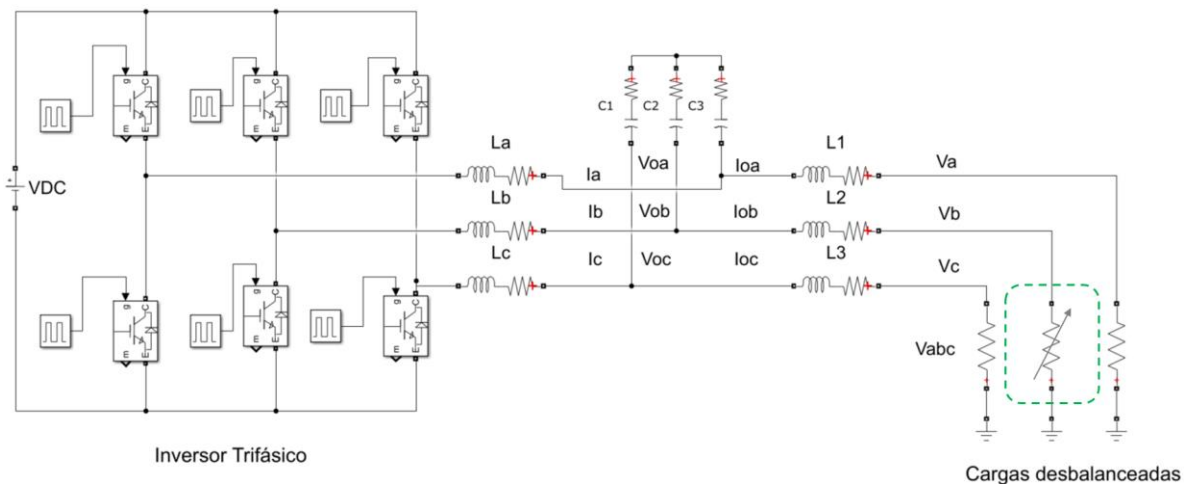 g C
m E
g C
m E
g C
m E
VDC
g C
m E
g C
m E
g C
m E
C1 C2 C3
La Ia Voa Ioa L1 Va
Lb Ib Vob Iob L2 Vb
Lc Ic Voc Ioc L3 Vc
Vabc
Inversor Trifásico
Cargas desbalanceadas